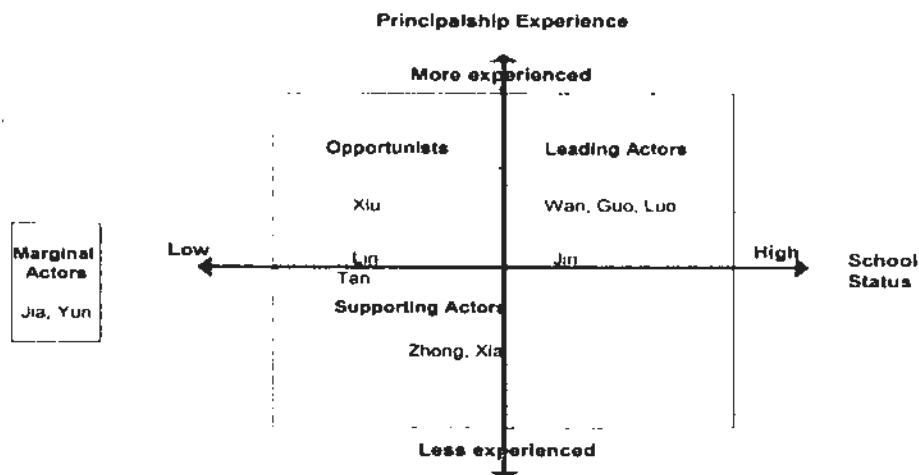 Principalship Experience
More experienced
Opportunists
Leading Actors
Xiu
Wan, Guo, Luo
Marginal
Actors
Jia, Yun
Low
Lin
Jin
High
School
Status
Tan
Supporting Actors
Zhong, Xia
Less experienced